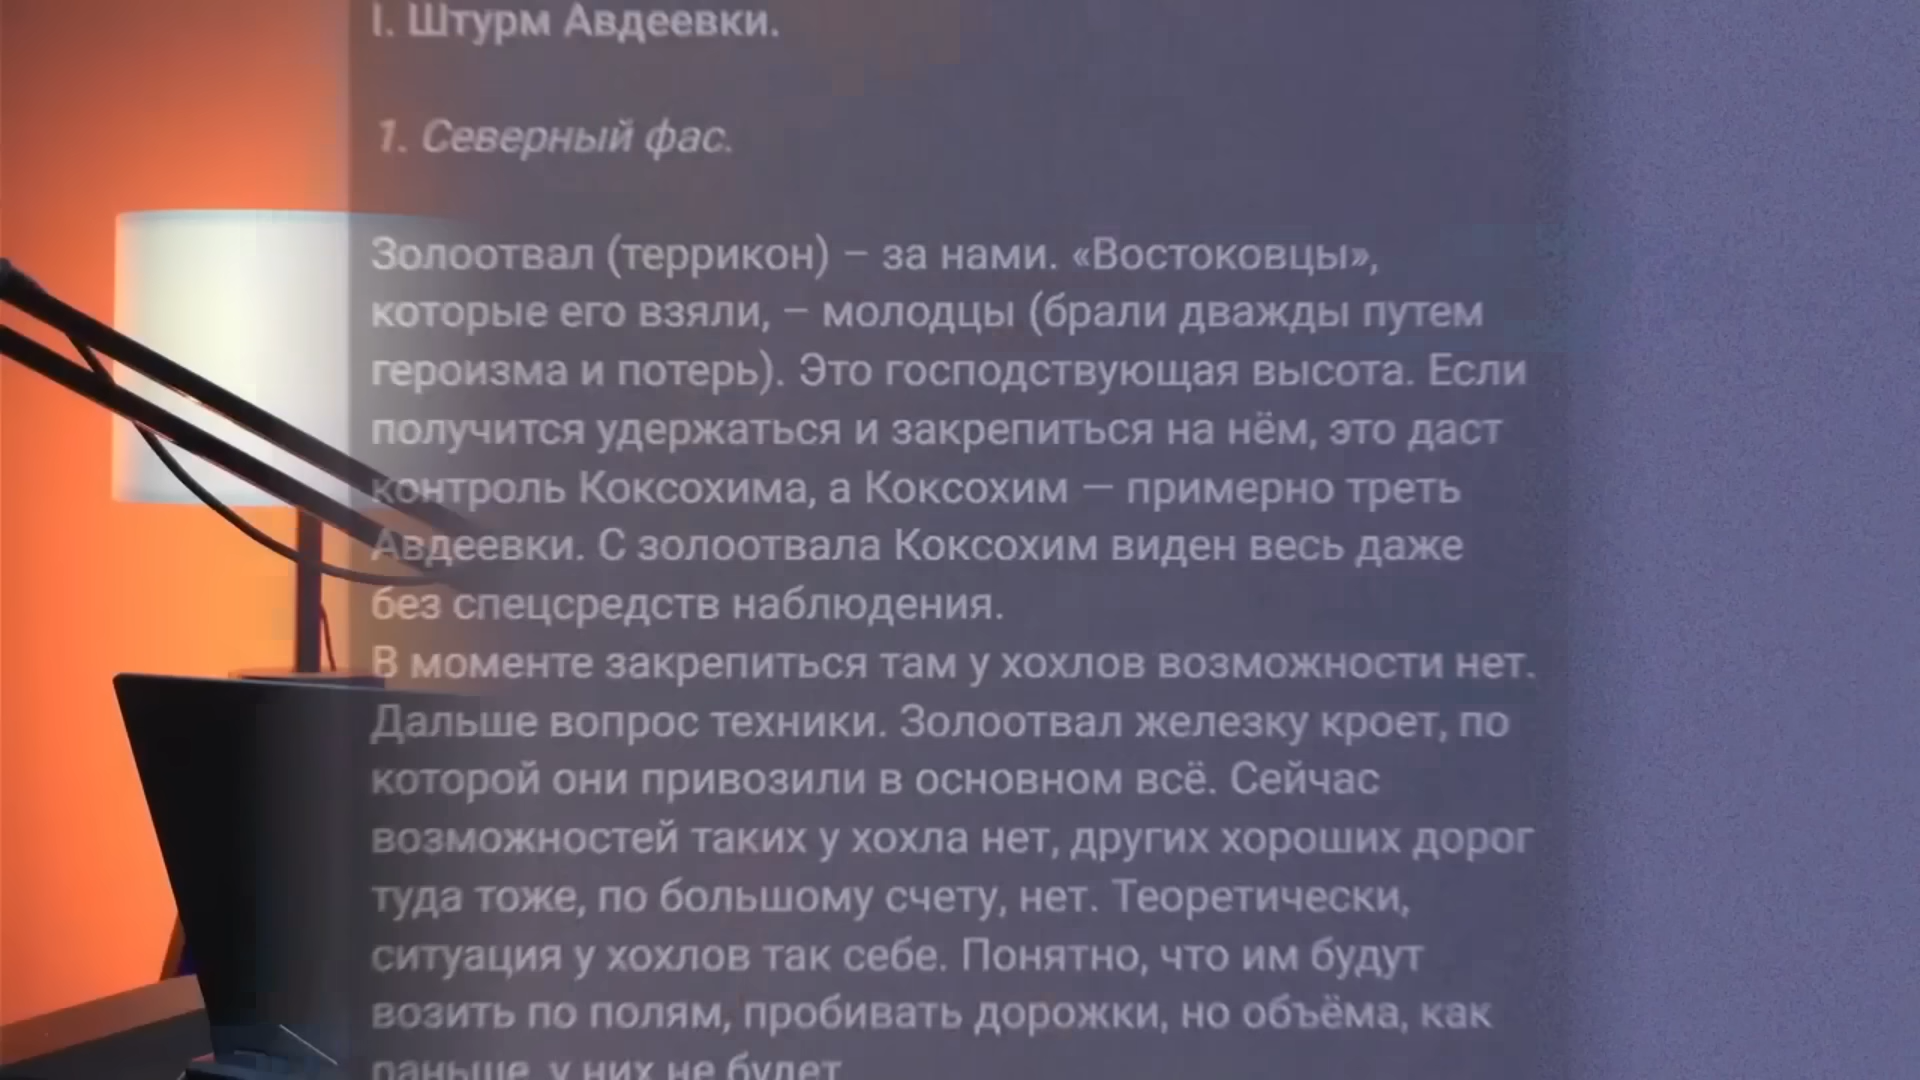 I. Штурм Авдеевки.
1. Северный фас.
Золоотвал (террикон) – за нами. «Востоковцы»,
которые его взяли, – молодцы (брали дважды путем
героизма и потерь). Это господствующая высота. Если
получится удержаться и закрепиться на нём, это даст
контроль Коксохима, а Коксохим — примерно треть
Авдеевки. С золоотвала Коксохим виден весь даже
без спецсредств наблюдения.
В моменте закрепиться там у хохлов возможности нет.
Дальше вопрос техники. Золоотвал железку кроет, по
которой они привозили в основном всё. Сейчас
возможностей таких у хохла нет, других хороших дорог
туда тоже, по большому счету, нет. Теоретически,
ситуация у хохлов так себе. Понятно, что им будут
возить по полям, пробивать дорожки, но объёма, как
раньше, у них не будет